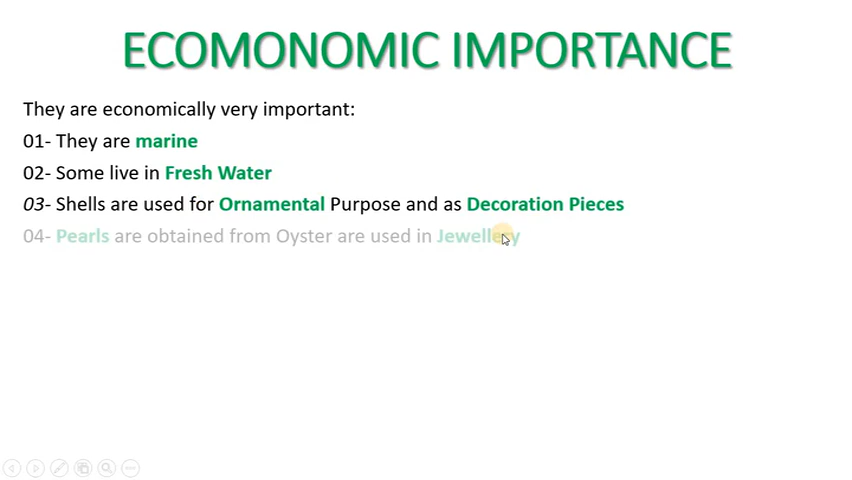 ECOMONOMIC IMPORTANCE
They are economically very important:
01- They are marine
02- Some live in Fresh Water
03- Shells are used for Ornamental Purpose and as Decoration Pieces
04- Pearls are obtained from Oyster are used in Jewellery